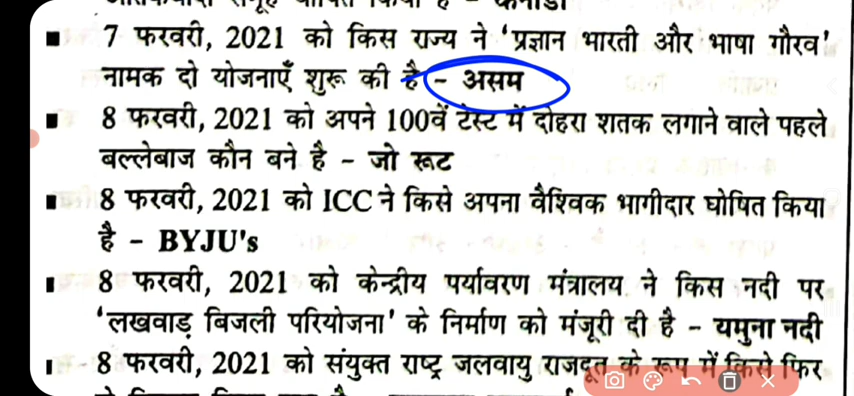 कनाडा
7 फरवरी, 2021 को किस राज्य ने ‘प्रज्ञान भारती और भाषा गौरव’
नामक दो योजनाएँ शुरू की है – असम
8 फरवरी, 2021 को अपने 100वें टेस्ट में दोहरा शतक लगाने वाले पहले
बल्लेबाज कौन बने है – जो रूट
8 फरवरी, 2021 को ICC ने किसे अपना वैश्विक भागीदार घोषित किया
है – BYJU's
8 फरवरी, 2021 को केन्द्रीय पर्यावरण मंत्रालय ने किस नदी पर
‘लखवाड़ बिजली परियोजना’ के निर्माण को मंजूरी दी है – यमुना नदी
8 फरवरी, 2021 को संयुक्त राष्ट्र जलवायु राजदूत के रूप में किसे फिर